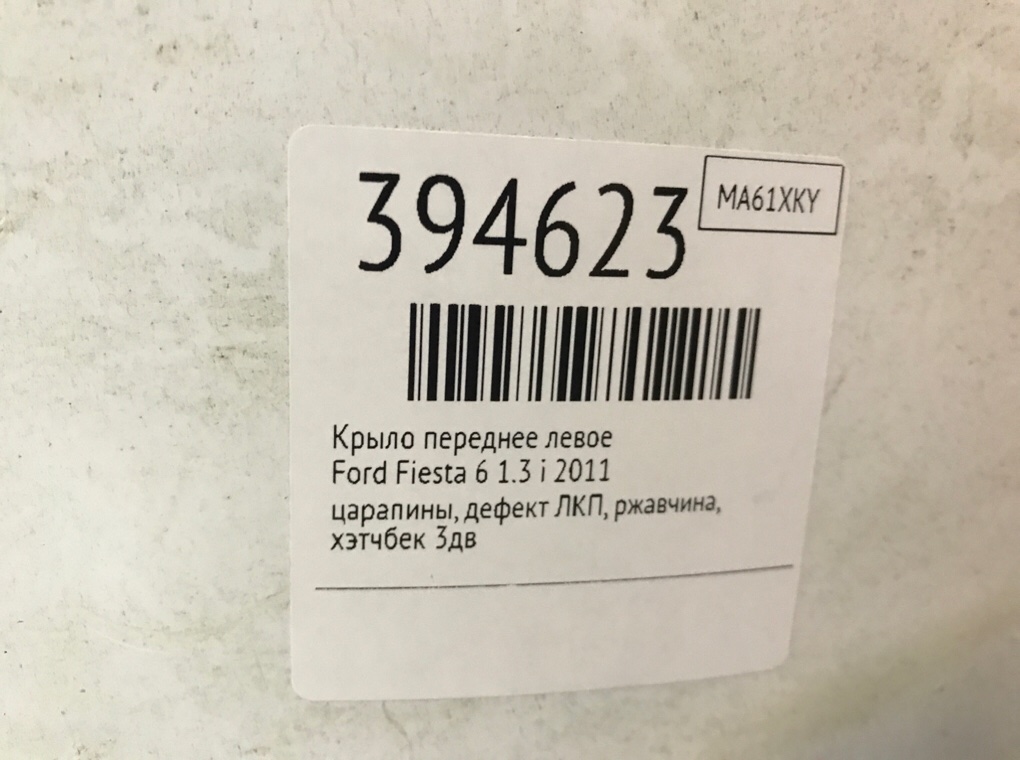 394623
MA61XKY
Крыло переднее левое
Ford Fiesta 6 1.3 i 2011
царапины, дефект ЛКП, ржавчина,
хэтчбек 3дв